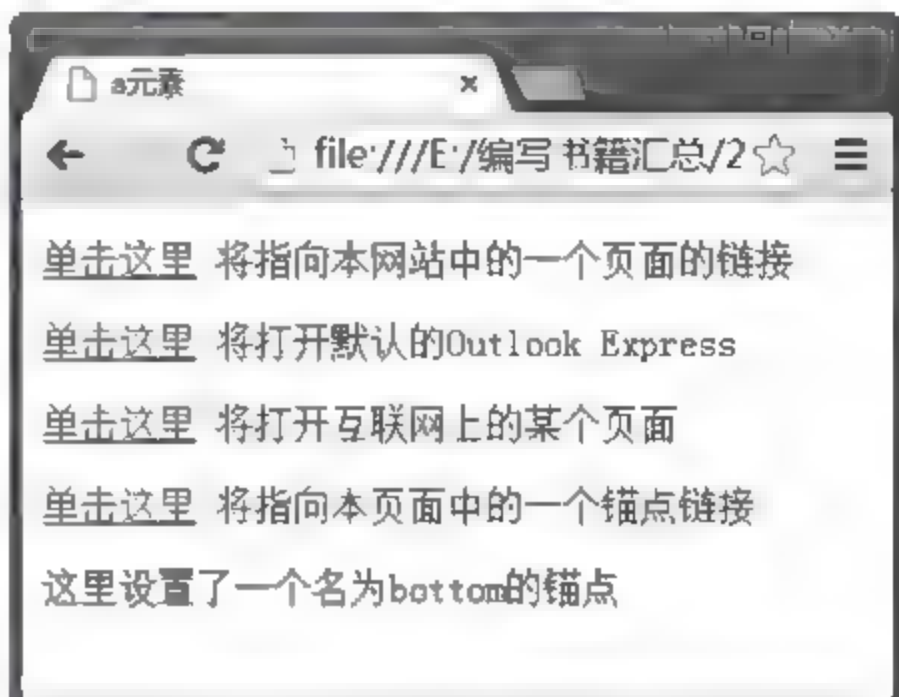 a元素
file:///E:/编写书籍汇总/2
单击这里 将指向本网站中的一个页面的链接
单击这里 将打开默认的Outlook Express
单击这里 将打开互联网上的某个页面
单击这里 将指向本页面中的一个锚点链接
这里设置了一个名为bottom的锚点